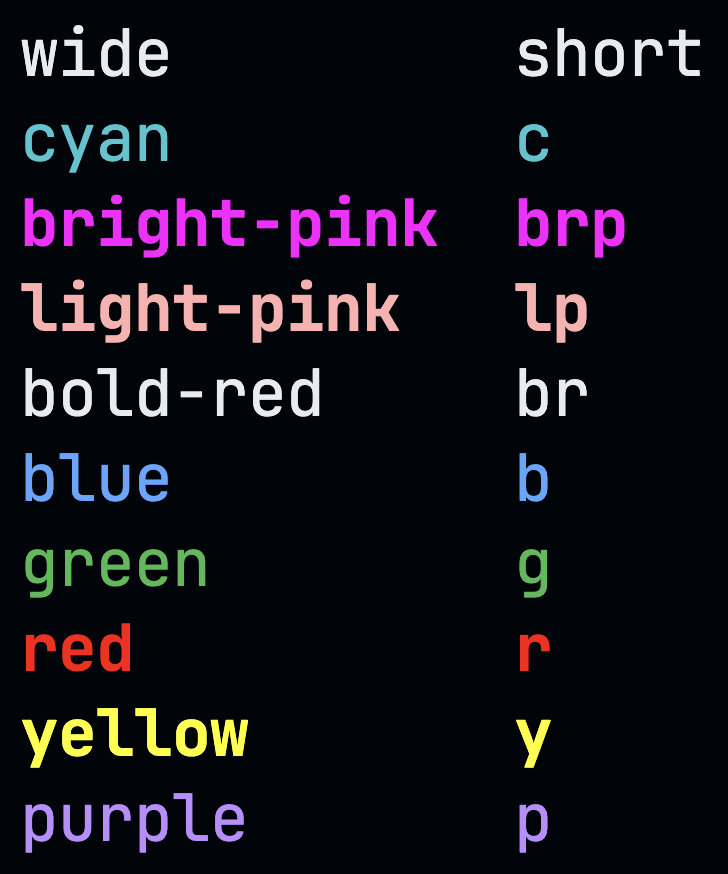 wide short
cyan c
bright-pink brp
light-pink lp
bold-red br
blue b
green g
red r
yellow y
purple p